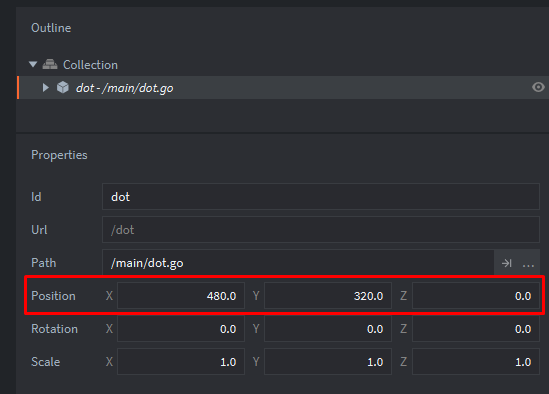 Outline
Collection
dot - /main/dot.go
Properties
Id dot
Url /dot
Path /main/dot.go ...
Position X 480.0 Y 320.0 Z 0.0
Rotation X 0.0 Y 0.0 Z 0.0
Scale X 1.0 Y 1.0 Z 1.0